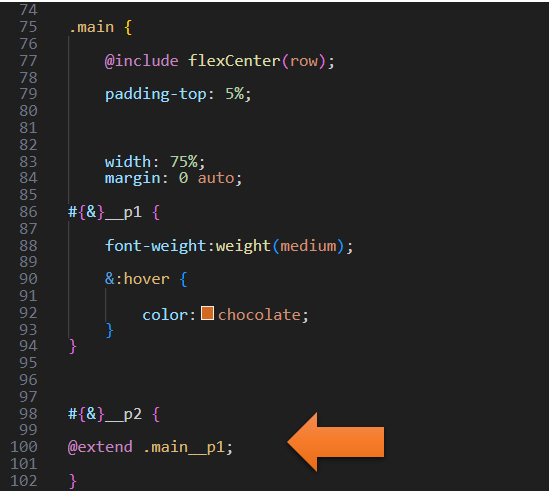 74
75 .main {
76
77 @include flexCenter(row);
78
79 padding-top: 5%;
80
81
82
83 width: 75%;
84 margin: 0 auto;
85
86 #{&}__p1 {
87
88 font-weight:weight(medium);
89
90 &:hover {
91
92 color: chocolate;
93 }
94 }
95
96
97
98 #{&}__p2 {
99
100 @extend .main__p1;
101
102 }